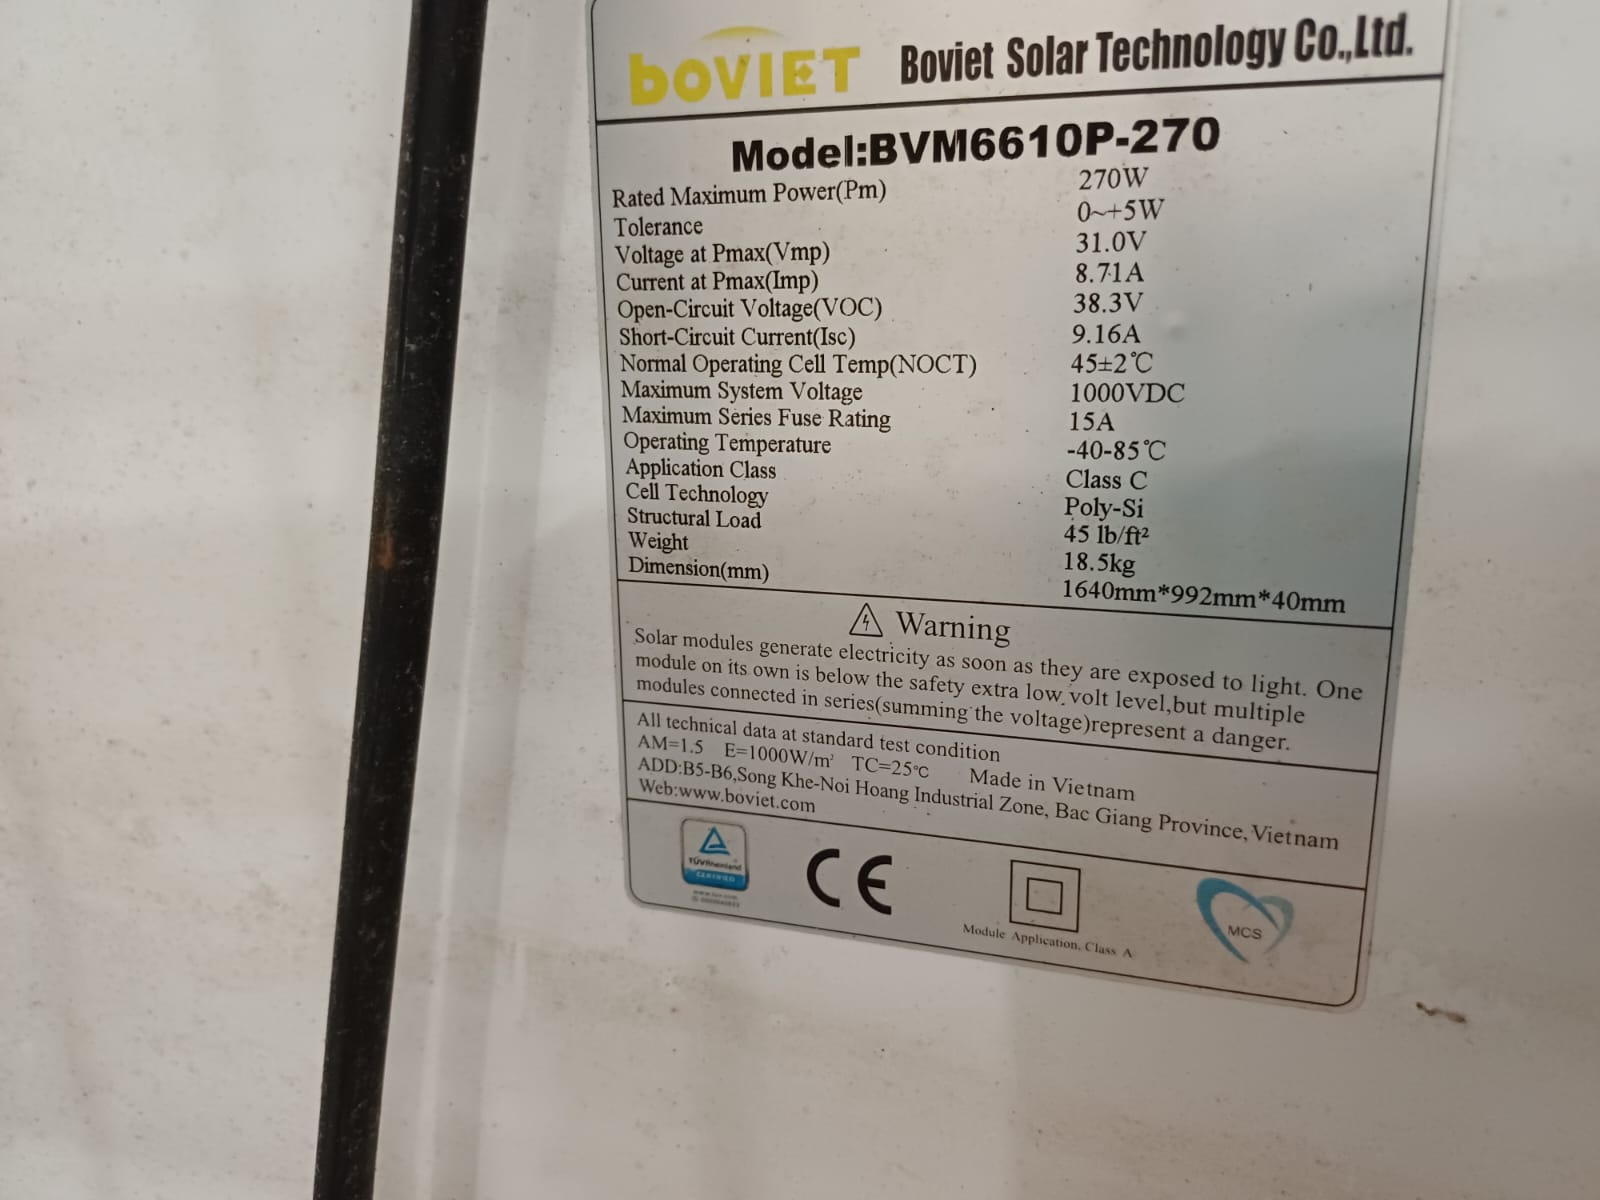 boVIET Boviet Solar Technology Co.,Ltd.
Model:BVM6610P-270
Rated Maximum Power(Pm) 270W
Tolerance 0~+5W
Voltage at Pmax(Vmp) 31.0V
Current at Pmax(Imp) 8.71A
Open-Circuit Voltage(VOC) 38.3V
Short-Circuit Current(Isc) 9.16A
Normal Operating Cell Temp(NOCT) 45±2℃
Maximum System Voltage 1000VDC
Maximum Series Fuse Rating 15A
Operating Temperature -40-85℃
Application Class Class C
Cell Technology Poly-Si
Structural Load 45 lb/ft²
Weight 18.5kg
Dimension(mm) 1640mm*992mm*40mm
Warning
Solar modules generate electricity as soon as they are exposed to light. One
module on its own is below the safety extra low volt level,but multiple
modules connected in series(summing the voltage)represent a danger.
All technical data at standard test condition
AM=1.5 E=1000W/m² TC=25℃ Made in Vietnam
ADD:B5-B6,Song Khe-Noi Hoang Industrial Zone, Bac Giang Province, Vietnam
Web:www.boviet.com
TÜVRheinland
CERTIFIED
CE
Module Application, Class A
MCS